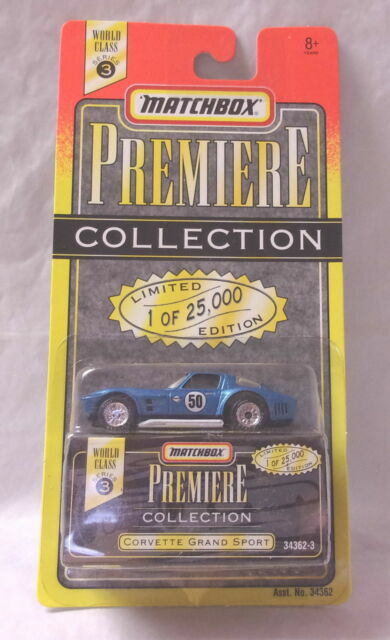 WORLD
CLASS
SERIES
3
8+
YEARS
MATCHBOX
PREMIERE
COLLECTION
LIMITED
1 OF 25,000
EDITION
50
WORLD
CLASS
SERIES
3
MATCHBOX
PREMIERE
COLLECTION
LIMITED
1 OF 25,000
EDITION
CORVETTE GRAND SPORT
34362-3
Asst. No. 34362